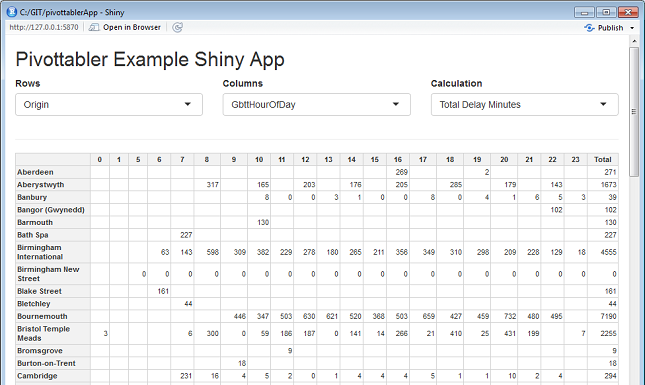 C:/GIT/pivottablerApp - Shiny
http://127.0.0.1:5870 Open in Browser Publish
Pivottabler Example Shiny App
Rows Columns Calculation
Origin GbttHourOfDay Total Delay Minutes
0 1 5 6 7 8 9 10 11 12 13 14 15 16 17 18 19 20 21 22 23 Total
Aberdeen 269 2 271
Aberystwyth 317 165 203 176 205 285 179 143 1673
Banbury 8 0 0 3 1 0 0 8 0 4 1 6 5 3 39
Bangor (Gwynedd) 102 102
Barmouth 130 130
Bath Spa 227 227
Birmingham
International 63 143 598 309 382 229 278 180 265 211 356 349 310 298 209 228 129 18 4555
Birmingham New
Street 0 0 0 0 0 0 0 0 0 0 0 0 0 0 0 0 0 0 0 0
Blake Street 161 161
Bletchley 44 44
Bournemouth 446 347 503 630 621 520 368 503 659 427 459 732 480 495 7190
Bristol Temple
Meads 3 6 300 0 59 186 187 0 141 14 266 21 410 25 431 199 7 2255
Bromsgrove 9 9
Burton-on-Trent 18 18
Cambridge 231 16 4 5 2 0 1 4 4 4 5 1 1 10 2 4 294